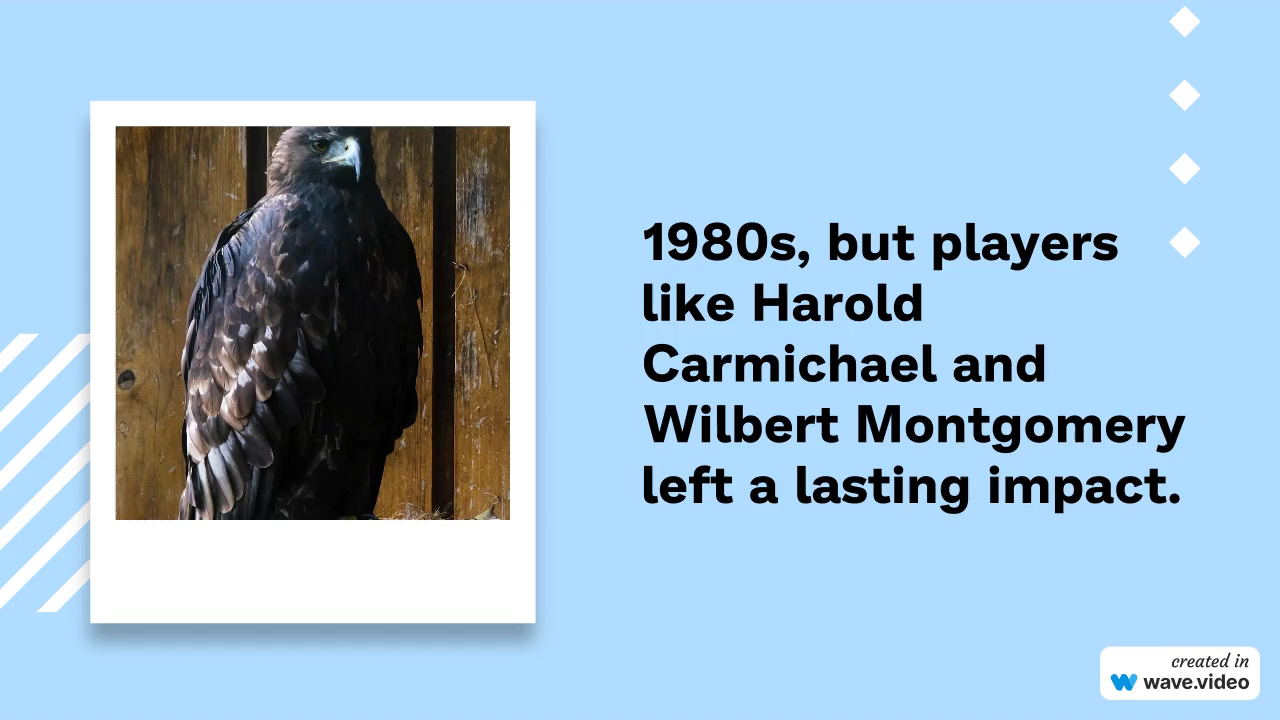 1980s, but players
like Harold
Carmichael and
Wilbert Montgomery
left a lasting impact.
created in
wave.video